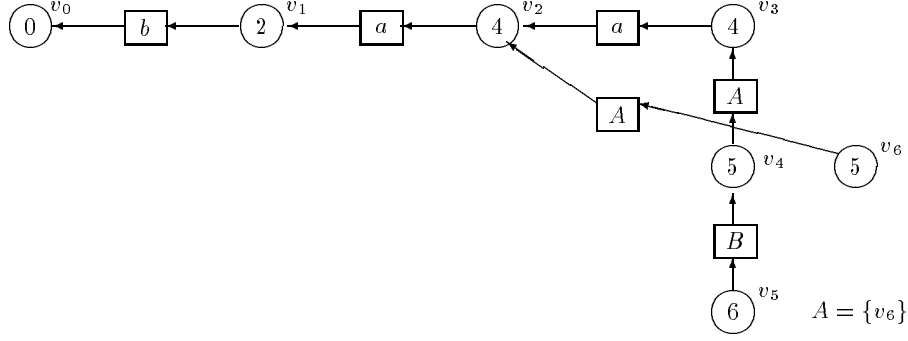 v₀ v₁ v₂ v₃
0 b 2 a 4 a 4
A A
5 v₄ 5 v₆
B
6 v₅ A = {v₆}